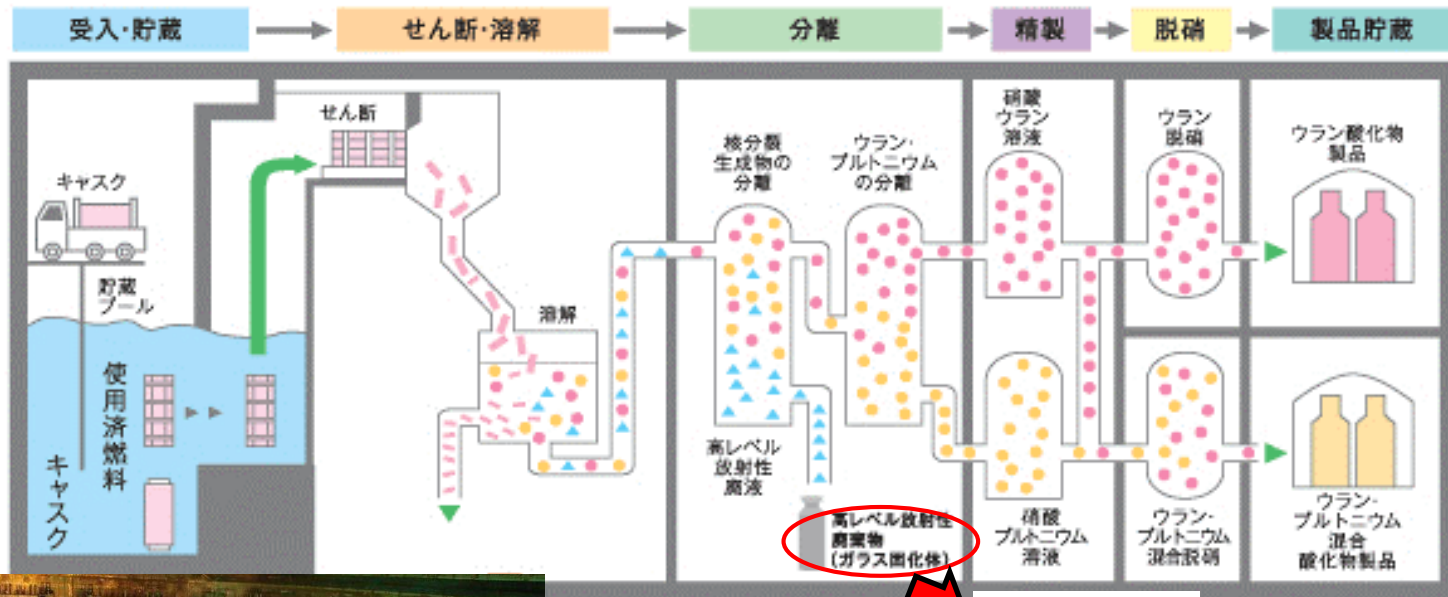 受入・貯蔵
せん断・溶解
分離
精製
脱硝
製品貯蔵
せん断
キャスク
貯蔵
プール
使用済燃料
キャスク
溶解
核分裂
生成物の
分離
ウラン・
プルトニウム
の分離
高レベル
放射性
廃液
高レベル放射性
廃棄物
(ガラス固化体)
硝酸
ウラン
溶液
硝酸
プルトニウム
溶液
ウラン
脱硝
ウラン・
プルトニウム
混合脱硝
ウラン酸化物
製品
ウラン・
プルトニウム
混合
酸化物製品